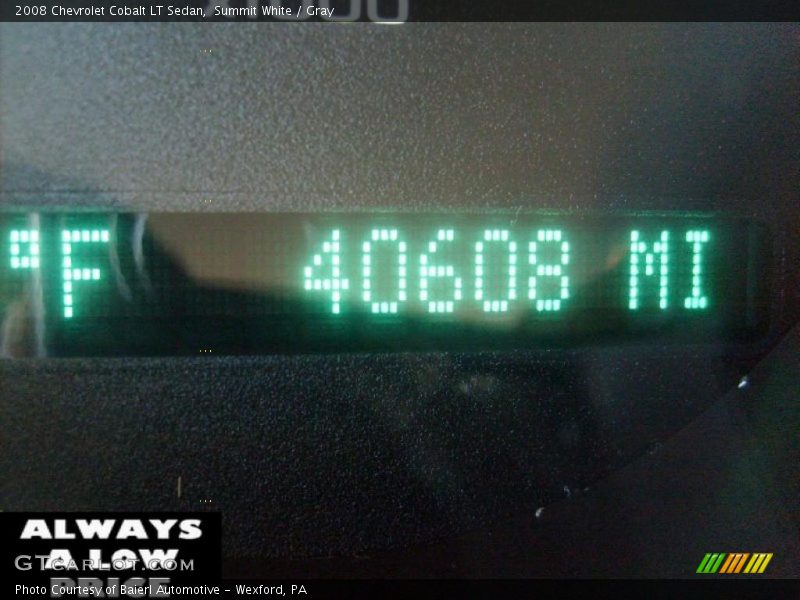 2008 Chevrolet Cobalt LT Sedan, Summit White / Gray
°F 40608 MI
ALWAYS
A LOW
PRICE
GTcarlot.com
Photo Courtesy of Baierl Automotive - Wexford, PA